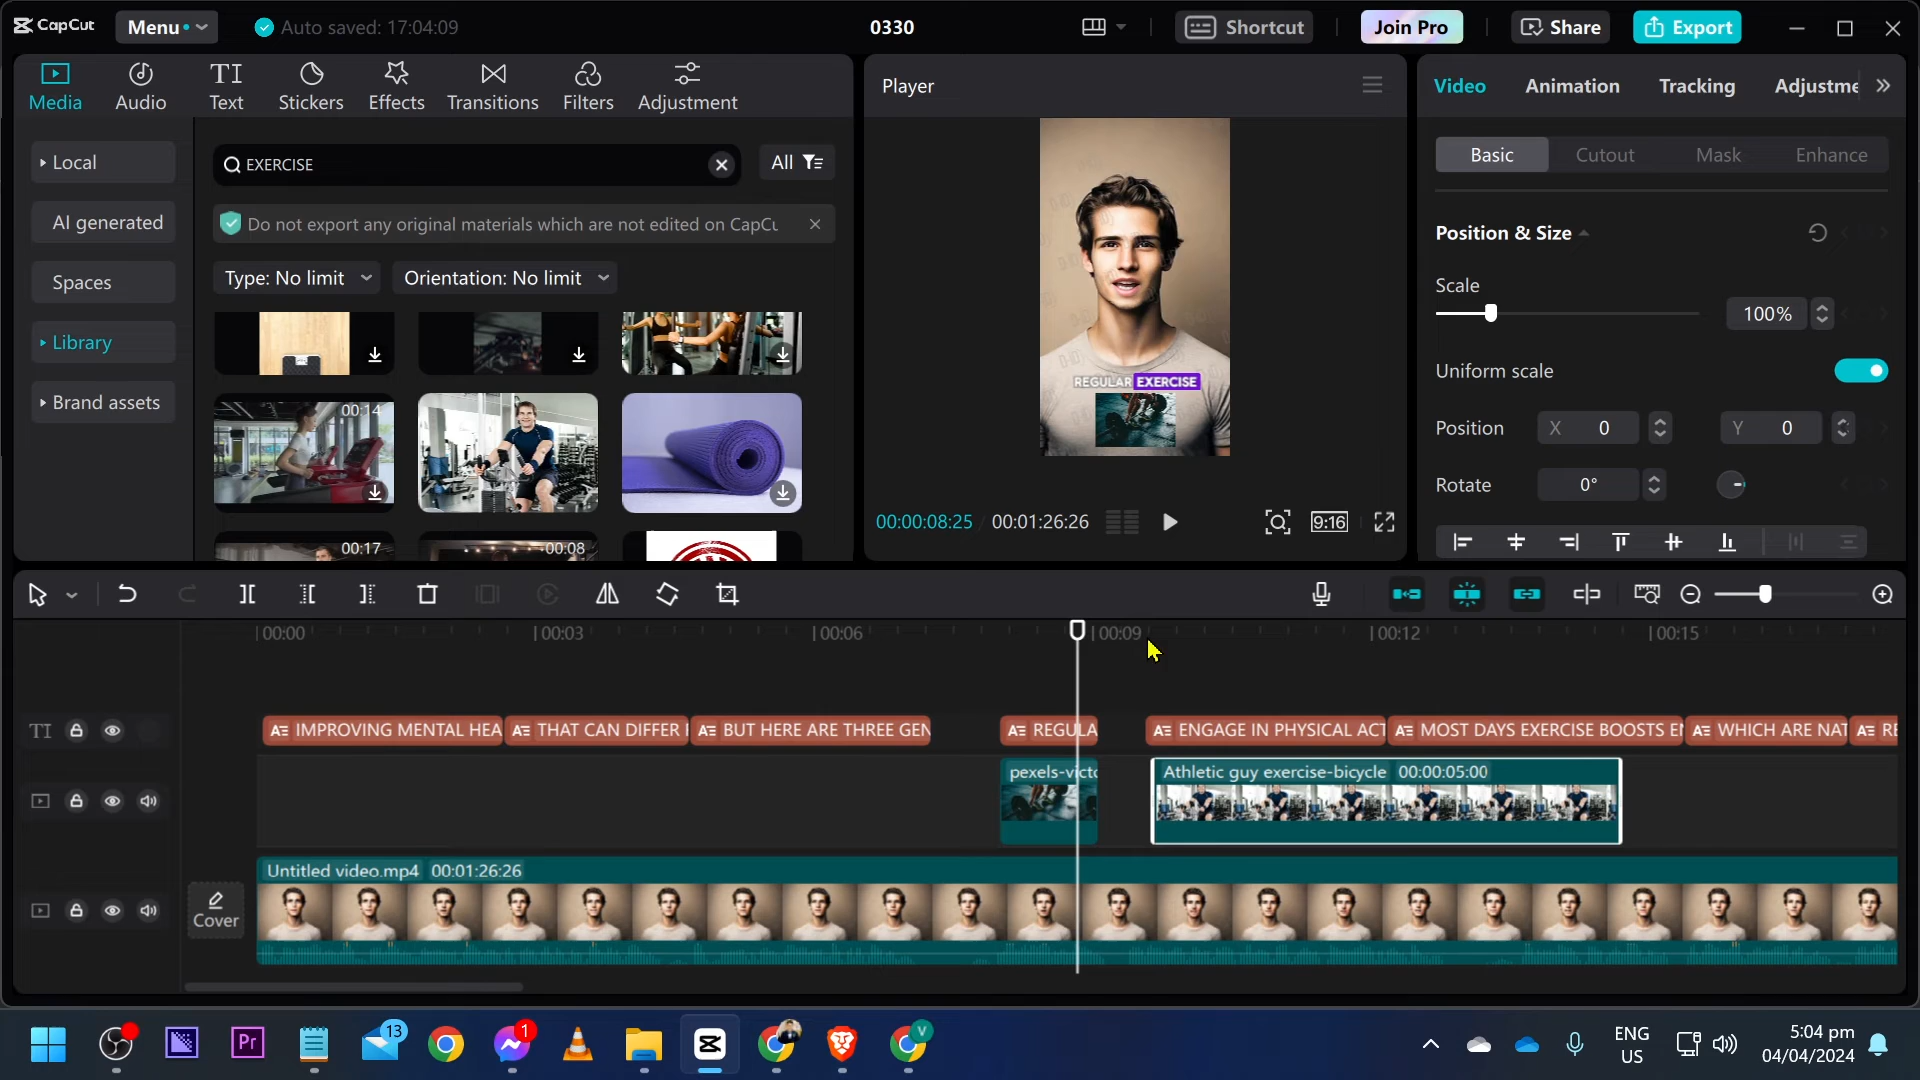 CapCut
Menu
Auto saved: 17:04:09
0330
Shortcut
Join Pro
Share
Export
Media
Audio
TI
Text
Stickers
Effects
Transitions
Filters
Adjustment
Local
AI generated
Spaces
Library
Brand assets
EXERCISE
All
Do not export any original materials which are not edited on CapCu
Type: No limit
Orientation: No limit
00:14
00:17
00:08
Player
REGULAR EXERCISE
00:00:08:25
00:01:26:26
9:16
Video
Animation
Tracking
Adjustme
Basic
Cutout
Mask
Enhance
Position & Size
Scale
100%
Uniform scale
Position
X 0
Y 0
Rotate
0°
00:00
00:03
00:06
00:09
00:12
00:15
TI
A IMPROVING MENTAL HEA
A THAT CAN DIFFER
A BUT HERE ARE THREE GEN
A REGULA
A ENGAGE IN PHYSICAL ACT
A MOST DAYS EXERCISE BOOSTS E
A WHICH ARE NAT
A RE
pexels-victo
Athletic guy exercise-bicycle 00:00:05:00
Cover
Untitled video.mp4 00:01:26:26
Pr
13
1
V
ENG
US
5:04 pm
04/04/2024